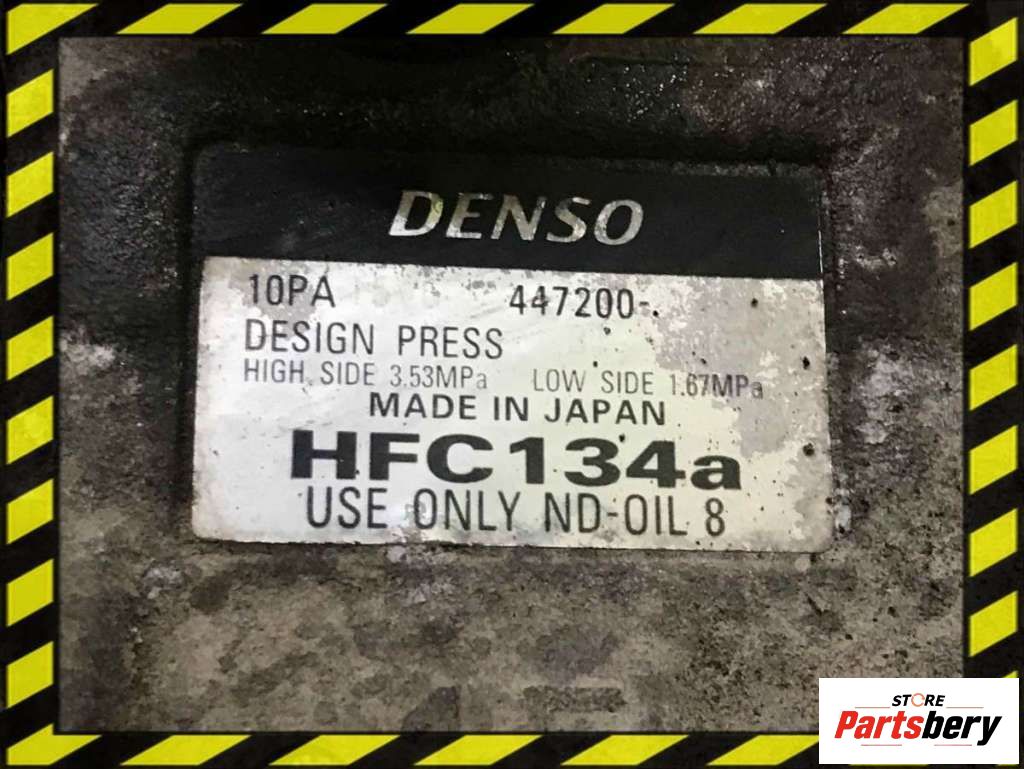 DENSO
10PA 447200-
DESIGN PRESS
HIGH SIDE 3.53MPa LOW SIDE 1.67MPa
MADE IN JAPAN
HFC134a
USE ONLY ND-OIL 8
STORE
Partsbery